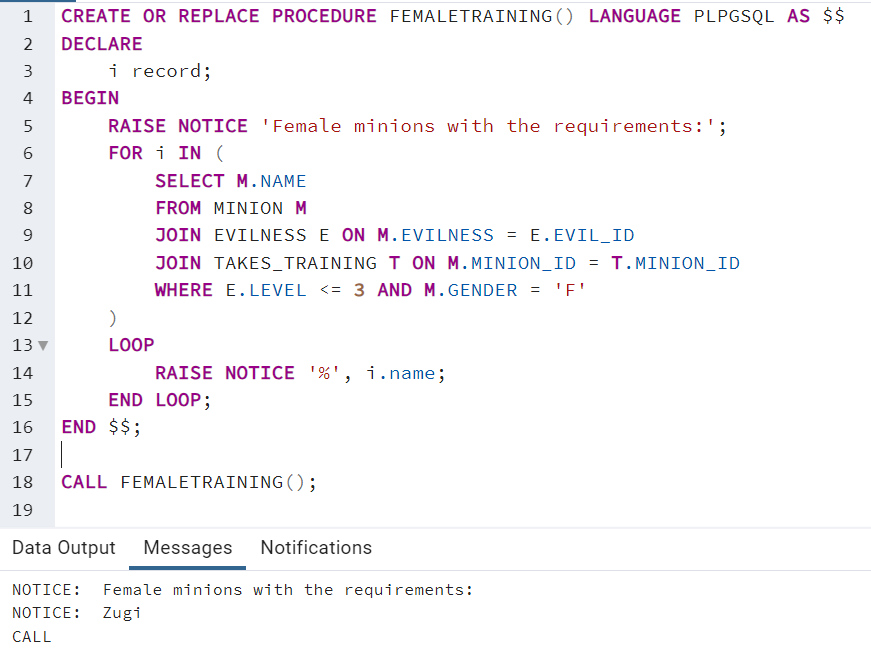 1 CREATE OR REPLACE PROCEDURE FEMALETRAINING() LANGUAGE PLPGSQL AS $$
2 DECLARE
3     i record;
4 BEGIN
5     RAISE NOTICE 'Female minions with the requirements:';
6     FOR i IN (
7         SELECT M.NAME
8         FROM MINION M
9         JOIN EVILNESS E ON M.EVILNESS = E.EVIL_ID
10         JOIN TAKES_TRAINING T ON M.MINION_ID = T.MINION_ID
11         WHERE E.LEVEL <= 3 AND M.GENDER = 'F'
12     )
13     LOOP
14         RAISE NOTICE '%', i.name;
15     END LOOP;
16 END $$;
17
18 CALL FEMALETRAINING();
19
Data Output Messages Notifications
NOTICE:  Female minions with the requirements:
NOTICE:  Zugi
CALL